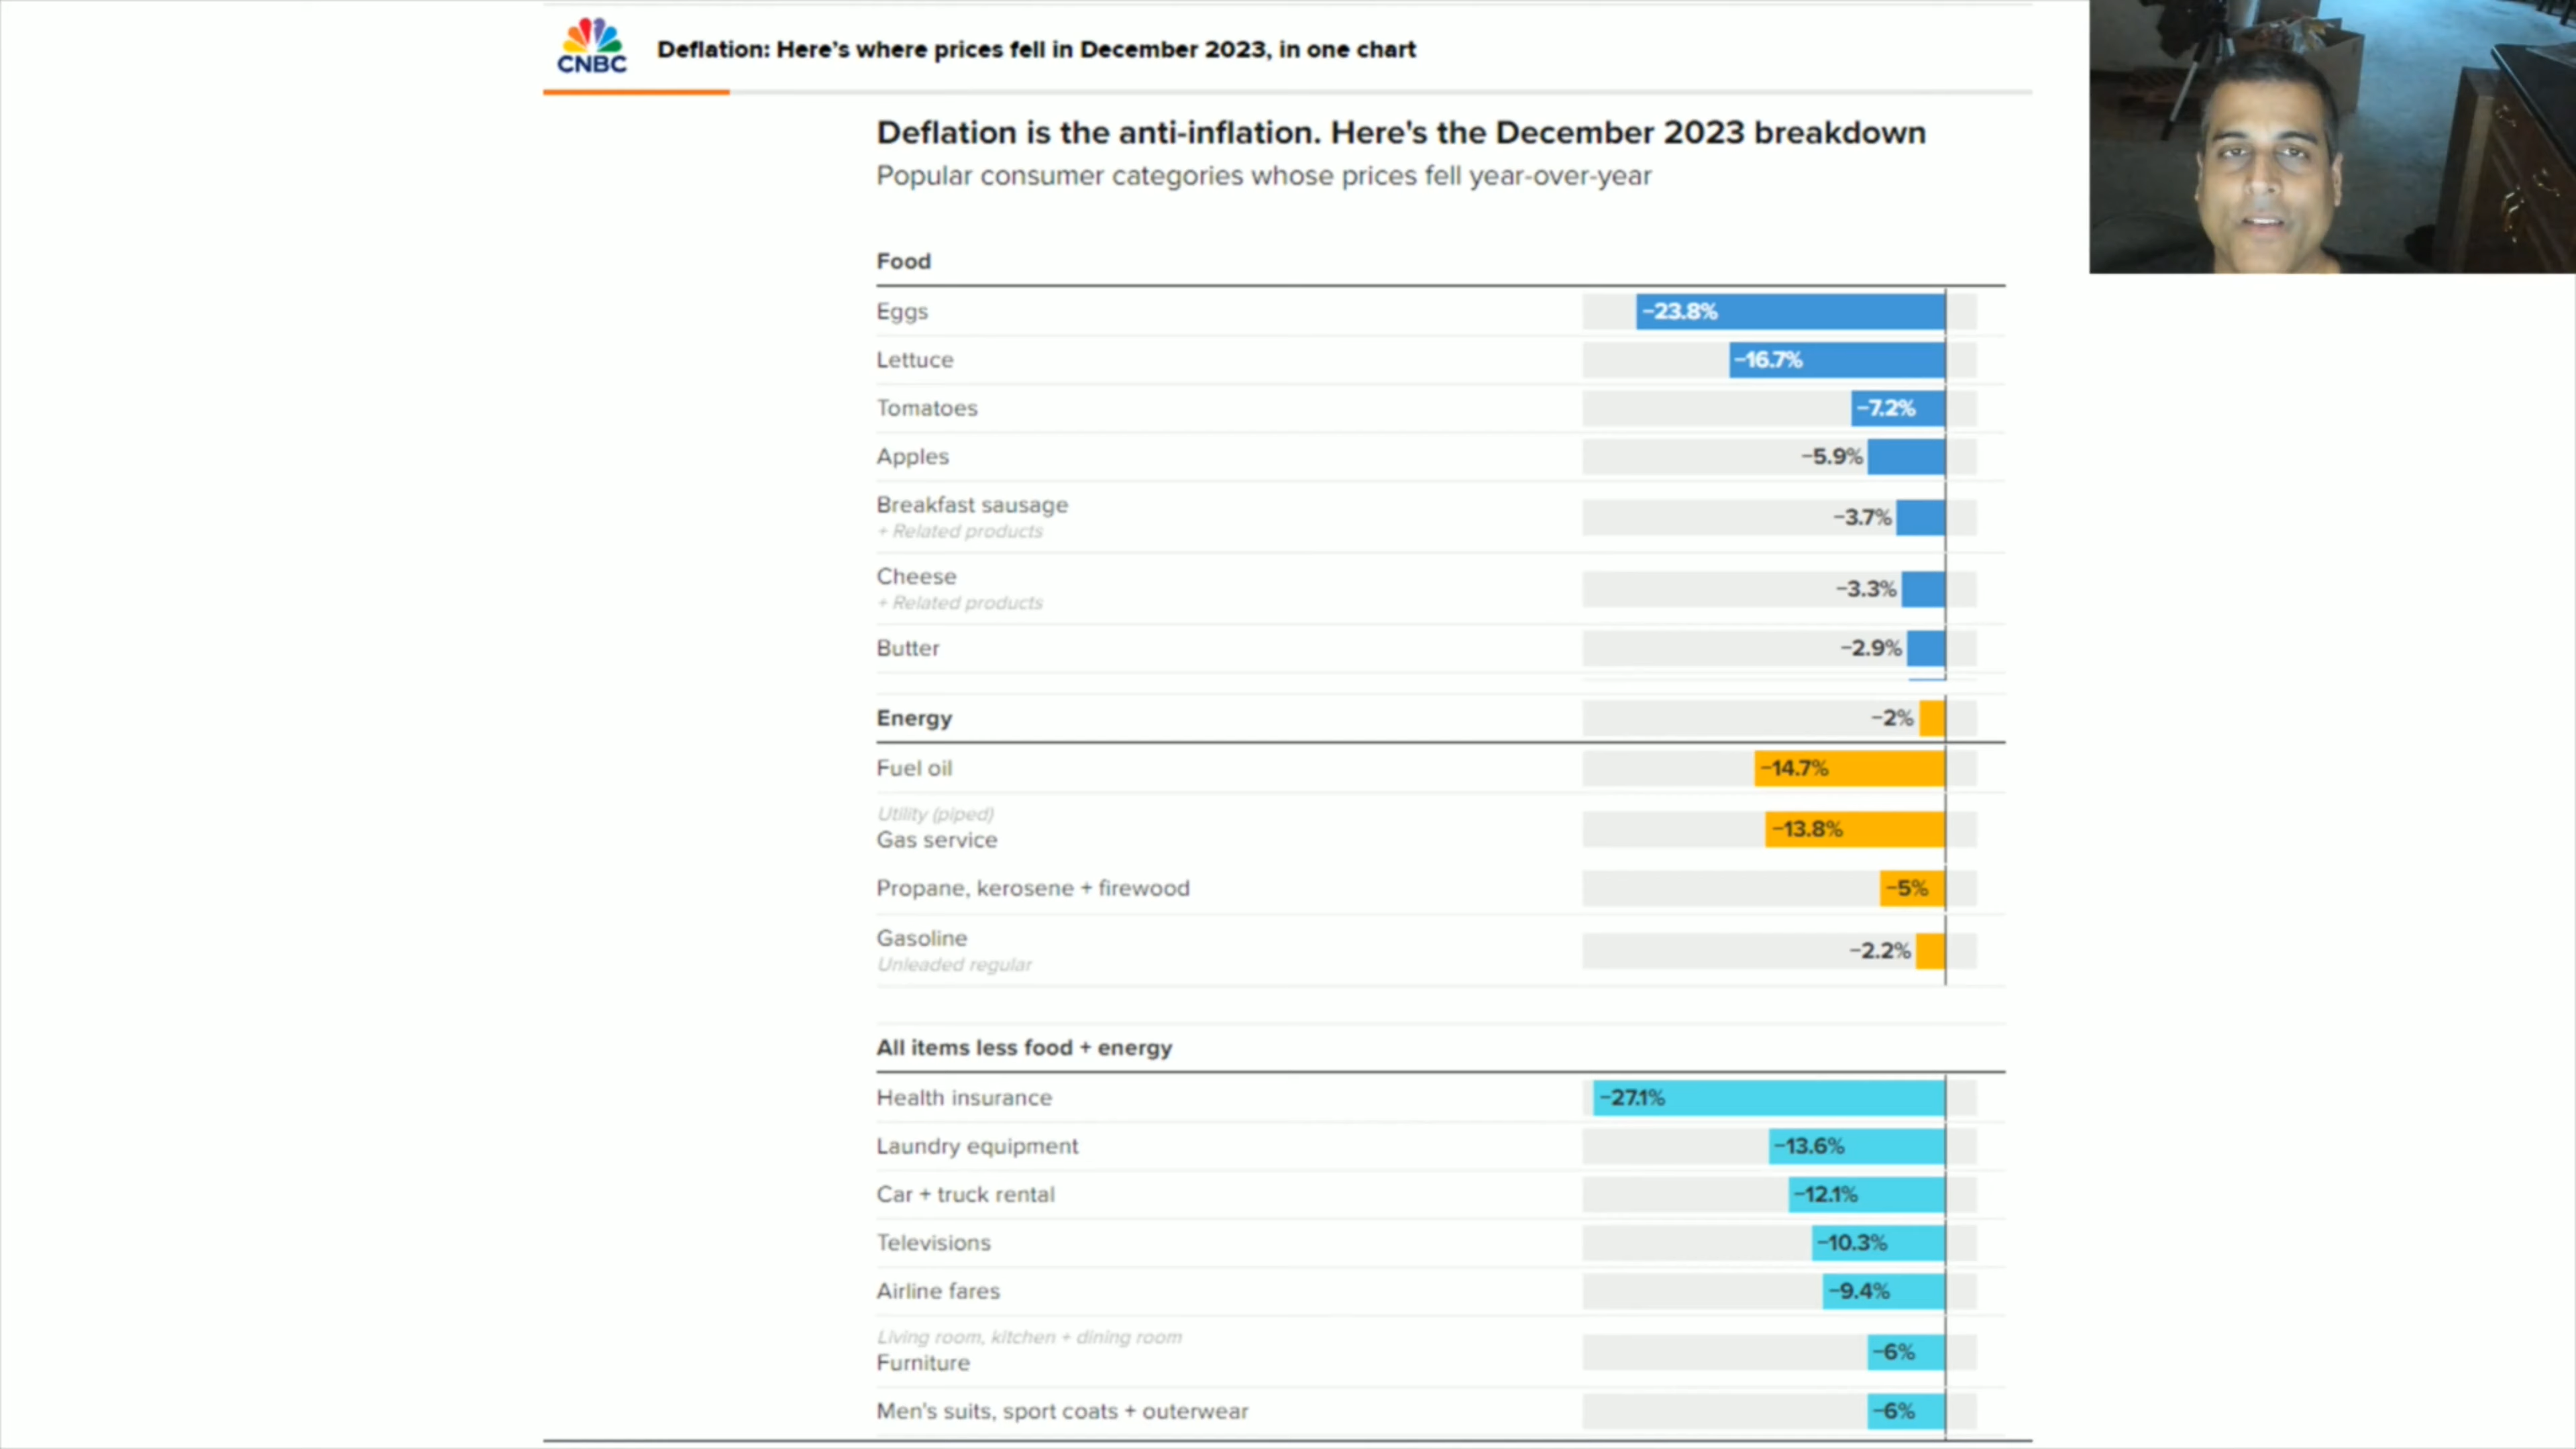 CNBC
Deflation: Here's where prices fell in December 2023, in one chart
Deflation is the anti-inflation. Here's the December 2023 breakdown
Popular consumer categories whose prices fell year-over-year
Food
Eggs −23.8%
Lettuce −16.7%
Tomatoes −7.2%
Apples −5.9%
Breakfast sausage
+ Related products
−3.7%
Cheese
+ Related products
−3.3%
Butter −2.9%
Energy −2%
Fuel oil −14.7%
Utility (piped)
Gas service
−13.8%
Propane, kerosene + firewood −5%
Gasoline
Unleaded regular
−2.2%
All items less food + energy
Health insurance −27.1%
Laundry equipment −13.6%
Car + truck rental −12.1%
Televisions −10.3%
Airline fares −9.4%
Living room, kitchen + dining room
Furniture
−6%
Men's suits, sport coats + outerwear −6%